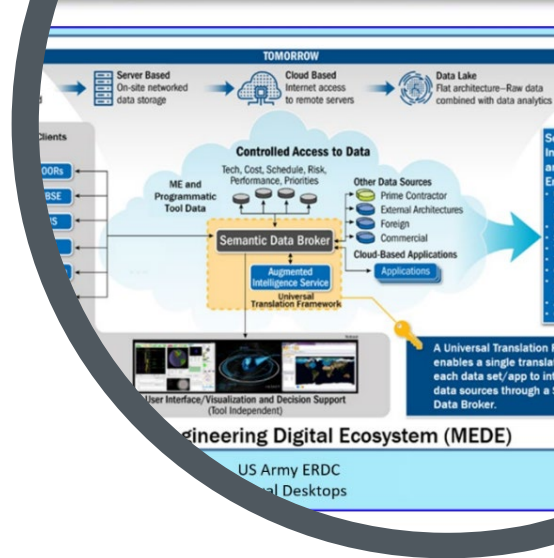 TOMORROW
Server Based
On-site networked
data storage
Cloud Based
Internet access
to remote servers
Data Lake
Flat architecture—Raw data
combined with data analytics
Clients
OORs
BSE
Controlled Access to Data
Tech, Cost, Schedule, Risk,
Performance, Priorities
ME and
Programmatic
Tool Data
Other Data Sources
Prime Contractor
External Architectures
Foreign
Commercial
Semantic Data Broker
Cloud-Based Applications
Applications
Augmented
Intelligence Service
Universal
Translation Framework
A Universal Translation F
enables a single translat
each data set/app to int
data sources through a S
Data Broker.
User Interface/Visualization and Decision Support
(Tool Independent)
gineering Digital Ecosystem (MEDE)
US Army ERDC
al Desktops